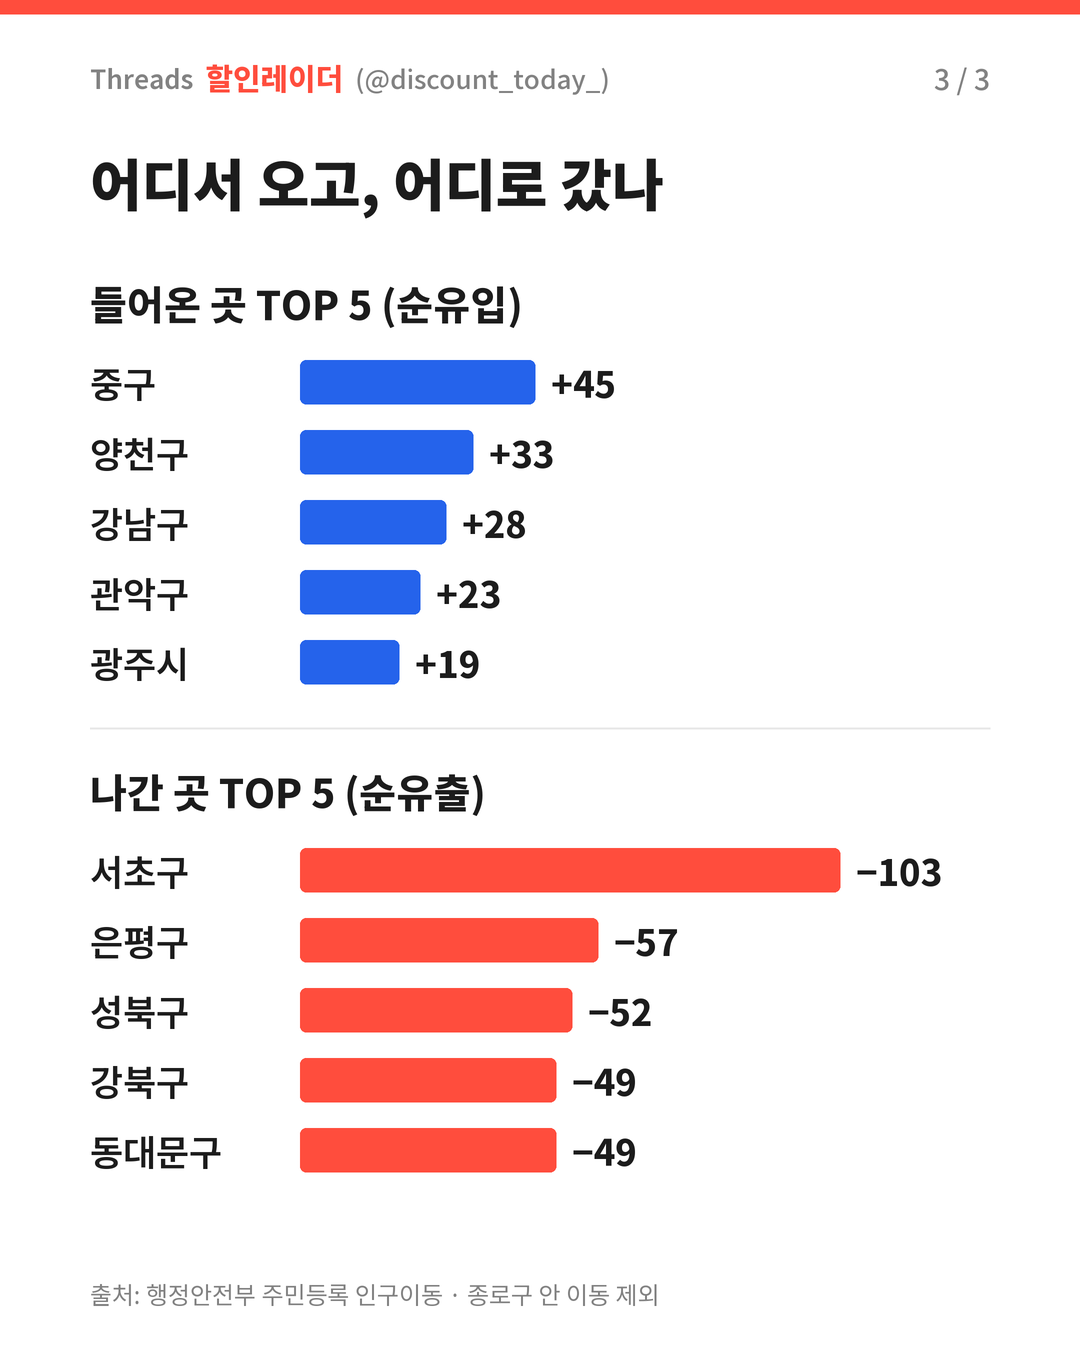 Threads 할인레이더 (@discount_today_)
3 / 3
어디서 오고, 어디로 갔나
들어온 곳 TOP 5 (순유입)
중구 +45
양천구 +33
강남구 +28
관악구 +23
광주시 +19
나간 곳 TOP 5 (순유출)
서초구 −103
은평구 −57
성북구 −52
강북구 −49
동대문구 −49
출처: 행정안전부 주민등록 인구이동 · 종로구 안 이동 제외